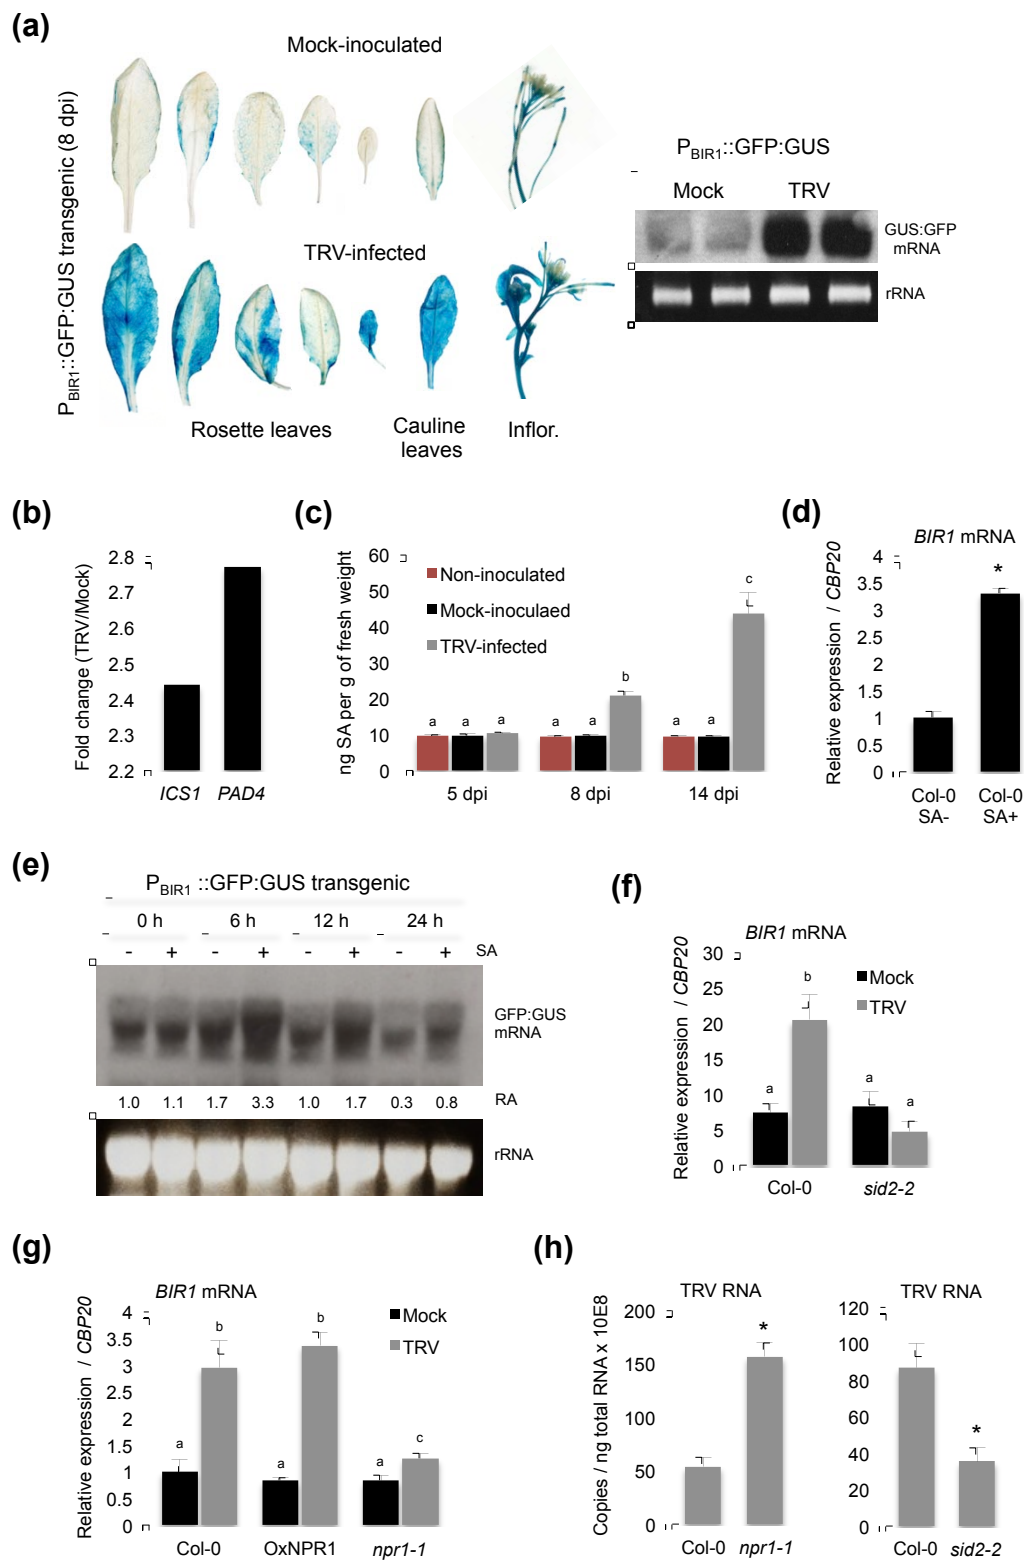 (a)
Mock-inoculated
P_BIR1::GFP:GUS transgenic (8 dpi)
TRV-infected
Rosette leaves
Cauline
leaves
Inflor.
P_BIR1::GFP:GUS
Mock TRV
GUS:GFP
mRNA
rRNA
(b)
Fold change (TRV/Mock)
2.8
2.7
2.6
2.5
2.4
2.3
2.2
ICS1 PAD4
(c)
ng SA per g of fresh weight
60
50
40
30
20
10
0
Non-inoculated
Mock-inoculaed
TRV-infected
a a a
a a b
a a c
5 dpi 8 dpi 14 dpi
(d)
BIR1 mRNA
Relative expression / CBP20
4
3.5
3
2.5
2
1.5
1
0.5
0
*
Col-0 Col-0
SA- SA+
(e)
P_BIR1 ::GFP:GUS transgenic
0 h 6 h 12 h 24 h
- + - + - + - + SA
GFP:GUS
mRNA
1.0 1.1 1.7 3.3 1.0 1.7 0.3 0.8 RA
rRNA
(f)
BIR1 mRNA
Relative expression / CBP20
30
25
20
15
10
5
0
Mock
TRV
a b a a
Col-0 sid2-2
(g)
BIR1 mRNA
Relative expression / CBP20
4
3.5
3
2.5
2
1.5
1
0.5
0
Mock
TRV
a b a b a c
Col-0 OxNPR1 npr1-1
(h)
TRV RNA
Copies / ng total RNA x 10E8
200
150
100
50
0
*
Col-0 npr1-1
TRV RNA
120
100
80
60
40
20
0
*
Col-0 sid2-2